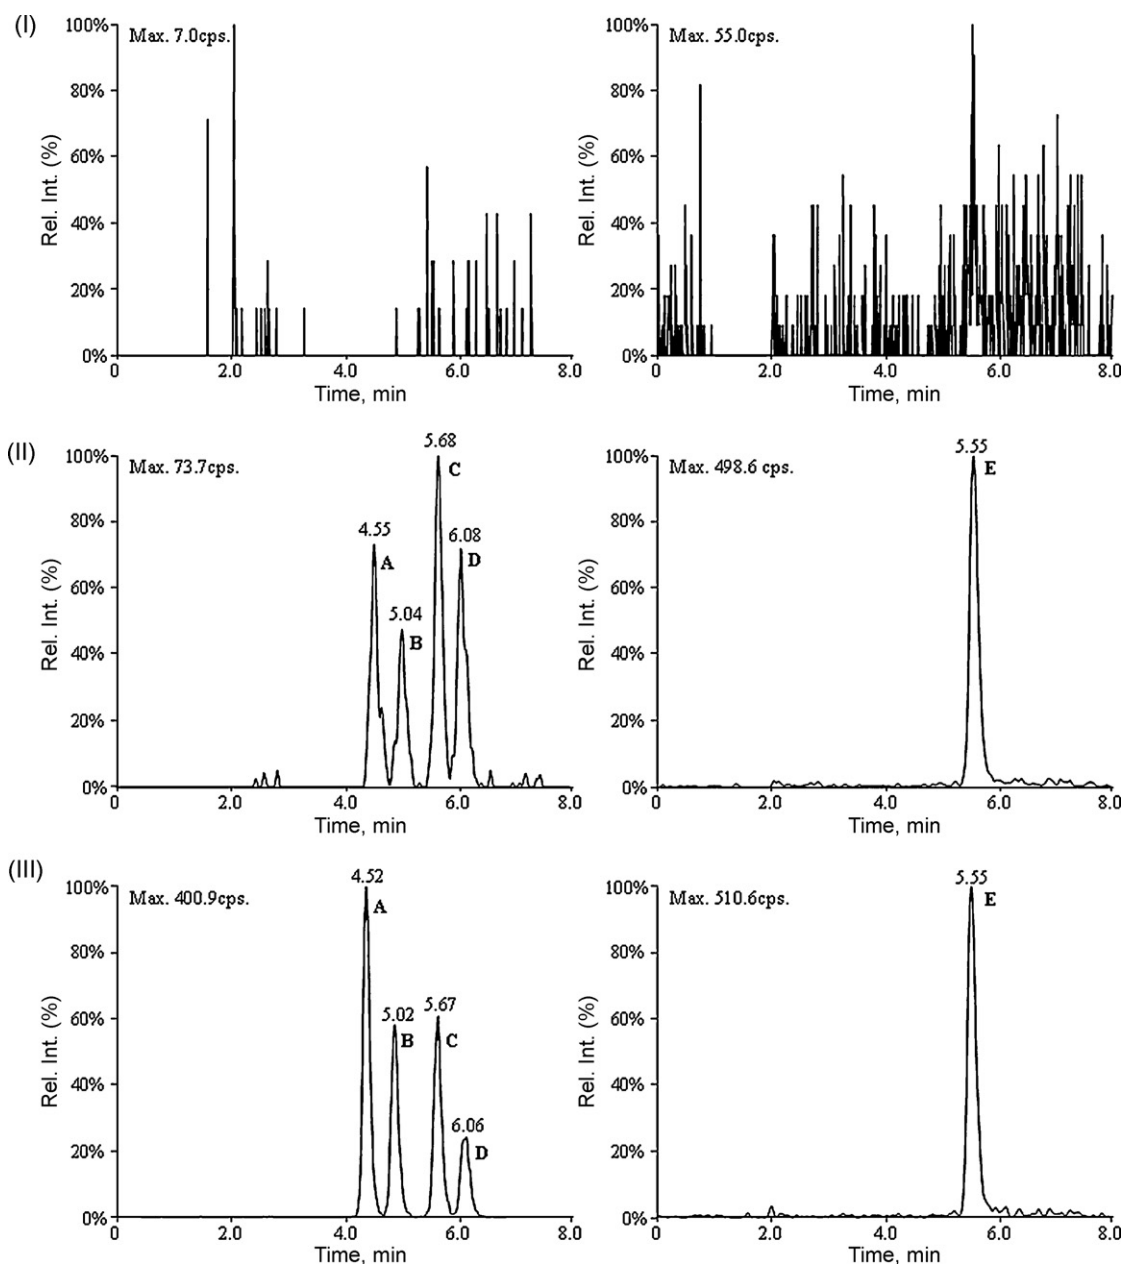 (I)
Max. 7.0cps.
Rel. Int. (%)
100%
80%
60%
40%
20%
0%
0 2.0 4.0 6.0 8.0
Time, min
Max. 55.0cps.
Rel. Int. (%)
100%
80%
60%
40%
20%
0%
0 2.0 4.0 6.0 8.0
Time, min
(II)
Max. 73.7cps.
Rel. Int. (%)
100%
80%
60%
40%
20%
0%
4.55
A
5.04
B
5.68
C
6.08
D
0 2.0 4.0 6.0 8.0
Time, min
Max. 498.6 cps.
Rel. Int. (%)
100%
80%
60%
40%
20%
0%
5.55
E
0 2.0 4.0 6.0 8.0
Time, min
(III)
Max. 400.9cps.
Rel. Int. (%)
100%
80%
60%
40%
20%
0%
4.52
A
5.02
B
5.67
C
6.06
D
0 2.0 4.0 6.0 8.0
Time, min
Max. 510.6cps.
Rel. Int. (%)
100%
80%
60%
40%
20%
0%
5.55
E
0 2.0 4.0 6.0 8.0
Time, min